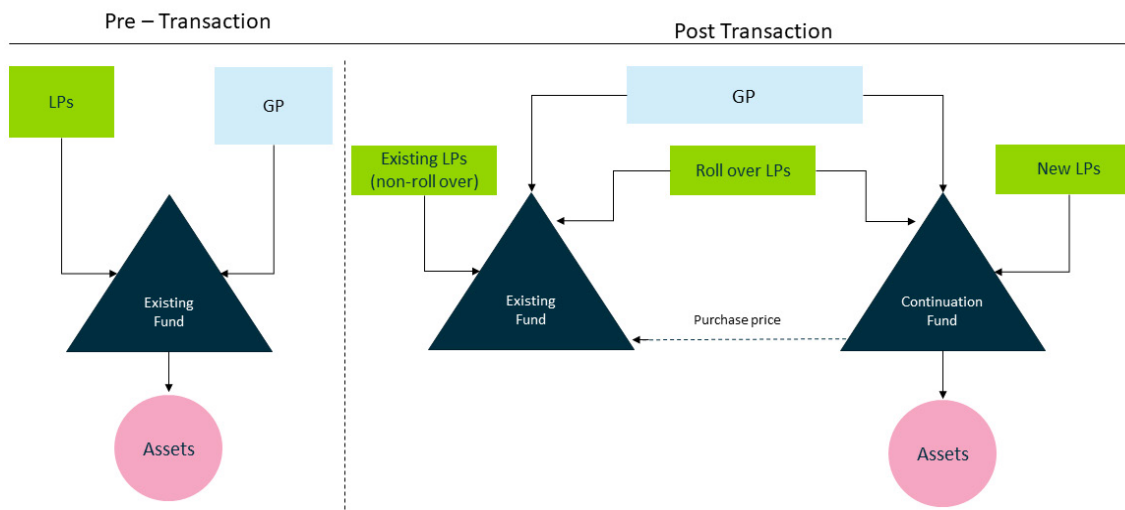 Pre – Transaction
Post Transaction
LPs
GP
Existing
Fund
Assets
GP
Existing LPs
(non-roll over)
Roll over LPs
New LPs
Existing
Fund
Purchase price
Continuation
Fund
Assets